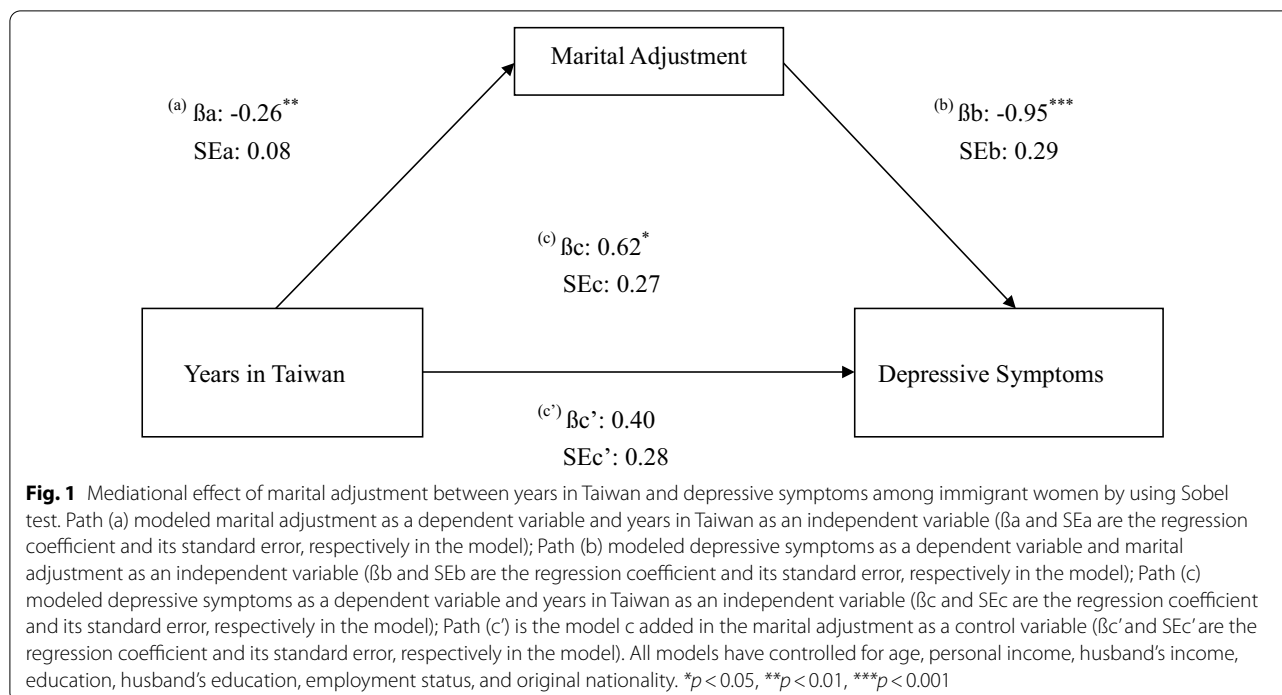 Marital Adjustment
(a) ßa: -0.26**
SEa: 0.08
(b) ßb: -0.95***
SEb: 0.29
(c) ßc: 0.62*
SEc: 0.27
Years in Taiwan
Depressive Symptoms
(c’) ßc’: 0.40
SEc’: 0.28
Fig. 1 Mediational effect of marital adjustment between years in Taiwan and depressive symptoms among immigrant women by using Sobel
test. Path (a) modeled marital adjustment as a dependent variable and years in Taiwan as an independent variable (ßa and SEa are the regression
coefficient and its standard error, respectively in the model); Path (b) modeled depressive symptoms as a dependent variable and marital
adjustment as an independent variable (ßb and SEb are the regression coefficient and its standard error, respectively in the model); Path (c)
modeled depressive symptoms as a dependent variable and years in Taiwan as an independent variable (ßc and SEc are the regression coefficient
and its standard error, respectively in the model); Path (c’) is the model c added in the marital adjustment as a control variable (ßc’ and SEc’ are the
regression coefficient and its standard error, respectively in the model). All models have controlled for age, personal income, husband’s income,
education, husband’s education, employment status, and original nationality. *p < 0.05, **p < 0.01, ***p < 0.001